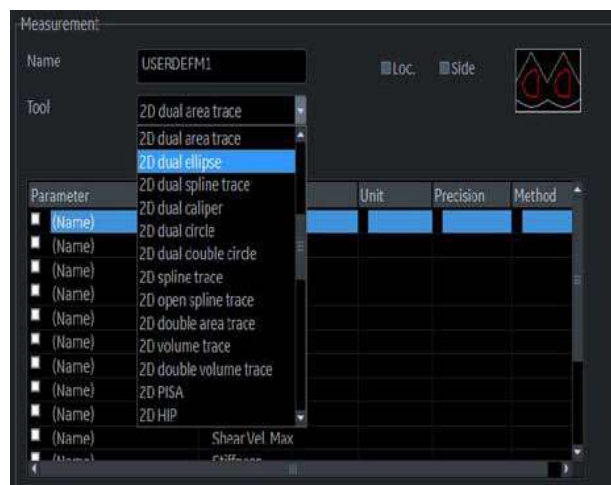 Measurement
Name USERDEFM1 Loc. Side
Tool 2D dual area trace
2D dual area trace
2D dual ellipse
2D dual spline trace
2D dual caliper
2D dual circle
2D dual double circle
2D spline trace
2D open spline trace
2D double area trace
2D volume trace
2D double volume trace
2D PISA
2D HIP
Parameter Unit Precision Method
(Name)
(Name)
(Name)
(Name)
(Name)
(Name)
(Name)
(Name)
(Name)
(Name) Shear Vel. Max
(Name) Stiffness